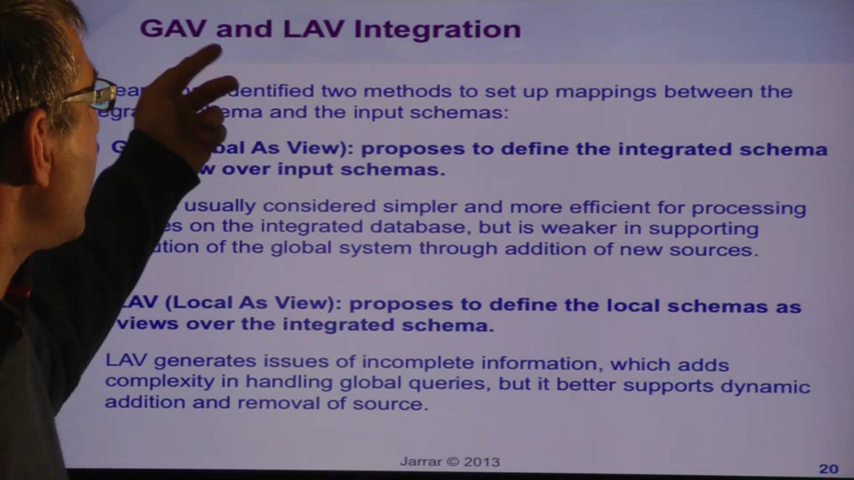 GAV and LAV Integration
identified two methods to set up mappings between the
and the input schemas:
As View): proposes to define the integrated schema
over input schemas.
usually considered simpler and more efficient for processing
on the integrated database, but is weaker in supporting
of the global system through addition of new sources.
LAV (Local As View): proposes to define the local schemas as
views over the integrated schema.
LAV generates issues of incomplete information, which adds
complexity in handling global queries, but it better supports dynamic
addition and removal of source.
Jarrar © 2013
20